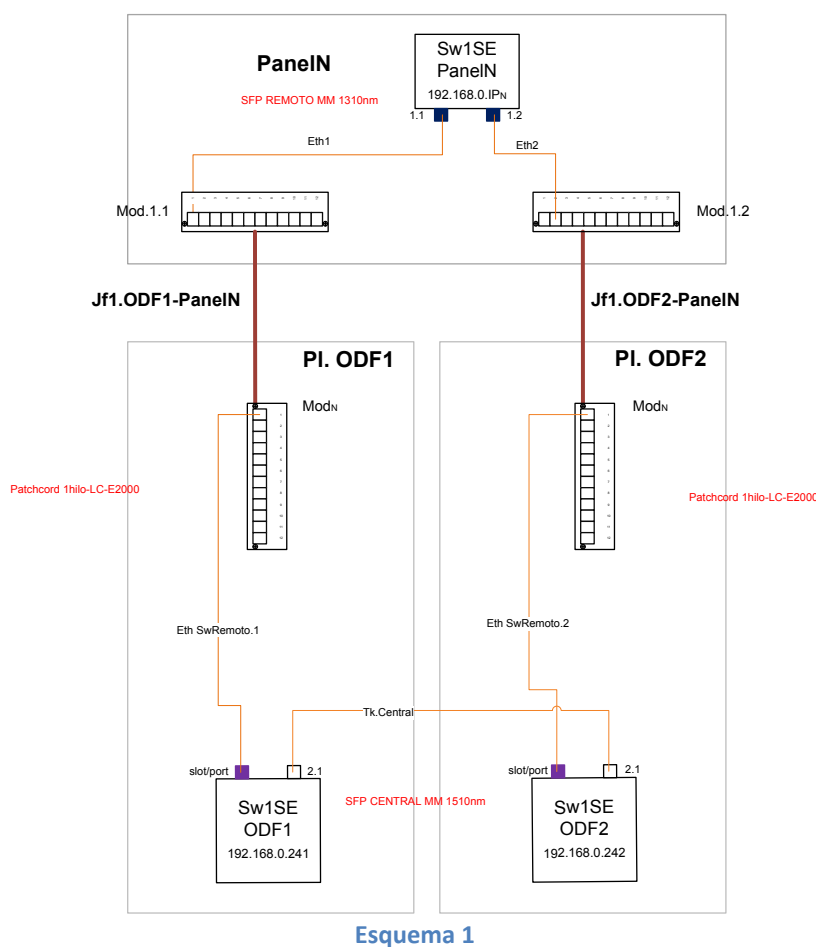 PanelN
Sw1SE
PanelN
192.168.0.IPN
SFP REMOTO MM 1310nm
1.1
1.2
Eth1
Eth2
Mod.1.1
Mod.1.2
Jf1.ODF1-PanelN
Jf1.ODF2-PanelN
Pl. ODF1
Pl. ODF2
ModN
ModN
Patchcord 1hilo-LC-E2000
Patchcord 1hilo-LC-E2000
Eth SwRemoto.1
Eth SwRemoto.2
Tk.Central
slot/port
2.1
slot/port
2.1
SFP CENTRAL MM 1510nm
Sw1SE
ODF1
192.168.0.241
Sw1SE
ODF2
192.168.0.242
Esquema 1